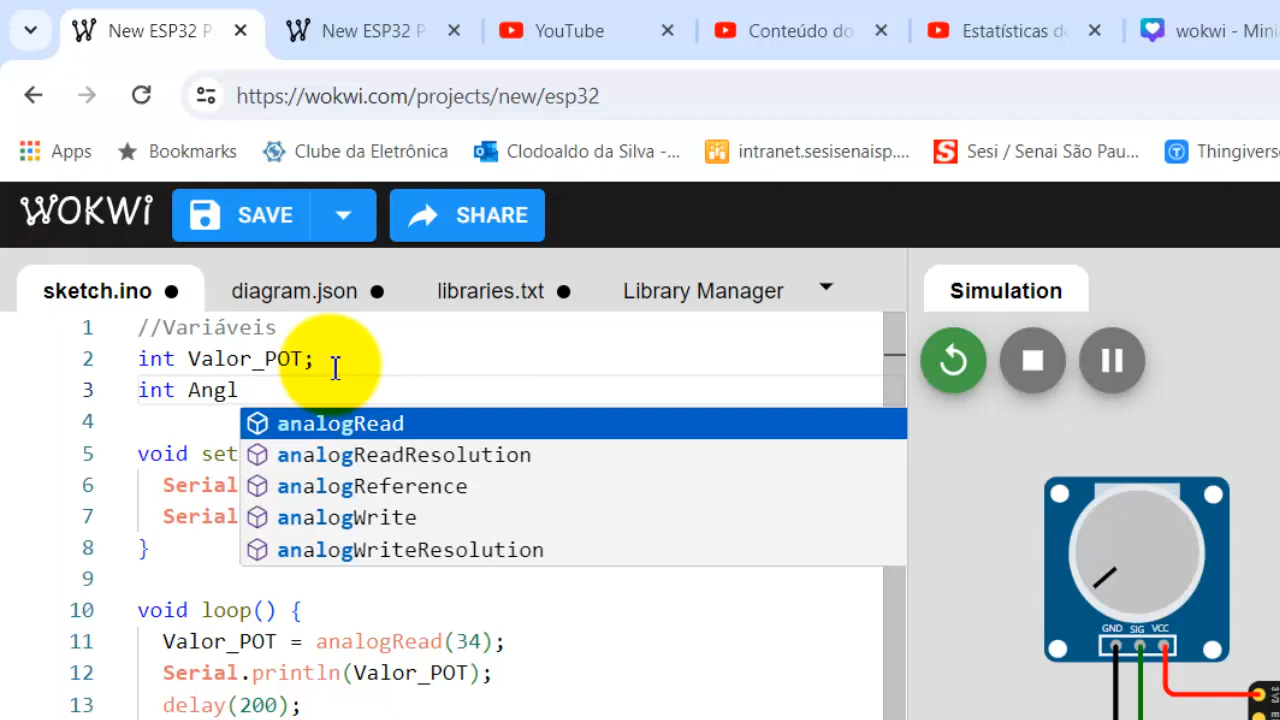 New ESP32 P
New ESP32 P
YouTube
Conteúdo do
Estatísticas d
wokwi - Mini
https://wokwi.com/projects/new/esp32
Apps
Bookmarks
Clube da Eletrônica
Clodoaldo da Silva -...
intranet.sesisenaisp....
Sesi / Senai São Pau...
Thingivers
WOKWI
SAVE
SHARE
sketch.ino
diagram.json
libraries.txt
Library Manager
Simulation
1 //Variáveis
2 int Valor_POT;
3 int Angl
analogRead
4
analogReadResolution
5 void set
analogReference
6 Serial
analogWrite
7 Serial
analogWriteResolution
8 }
9
10 void loop() {
11 Valor_POT = analogRead(34);
12 Serial.println(Valor_POT);
13 delay(200);
GND SIG VCC
3V3